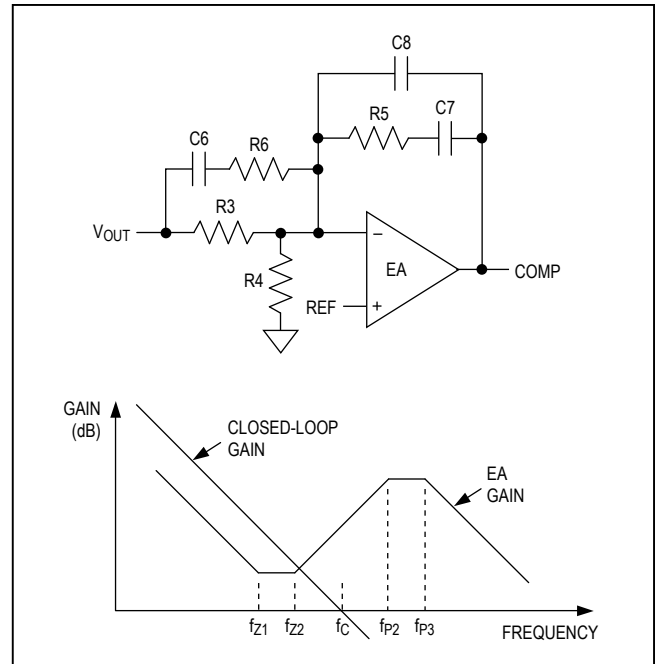 C8
R5
C7
C6
R6
VOUT
R3
R4
EA
REF
COMP
−
+
GAIN
(dB)
CLOSED-LOOP
GAIN
EA
GAIN
fZ1
fZ2
fC
fP2
fP3
FREQUENCY